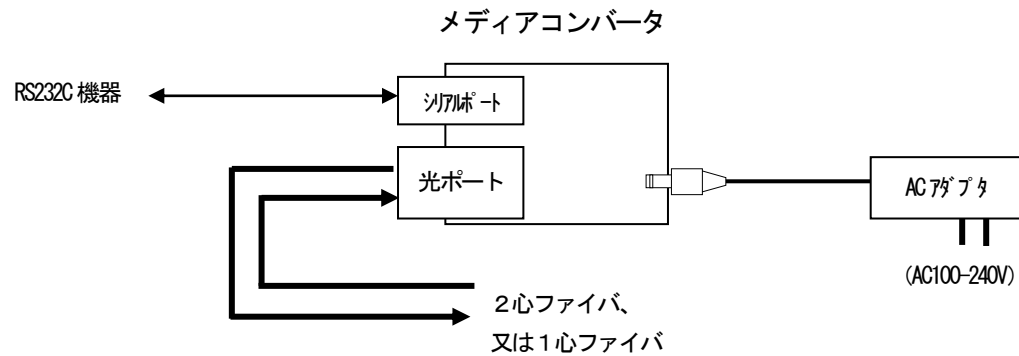 メディアコンバータ
RS232C 機器
ｼﾘｱﾙﾎﾟｰﾄ
光ポート
ACｱﾀﾞﾌﾟﾀ
(AC100-240V)
２心ファイバ、
又は１心ファイバ